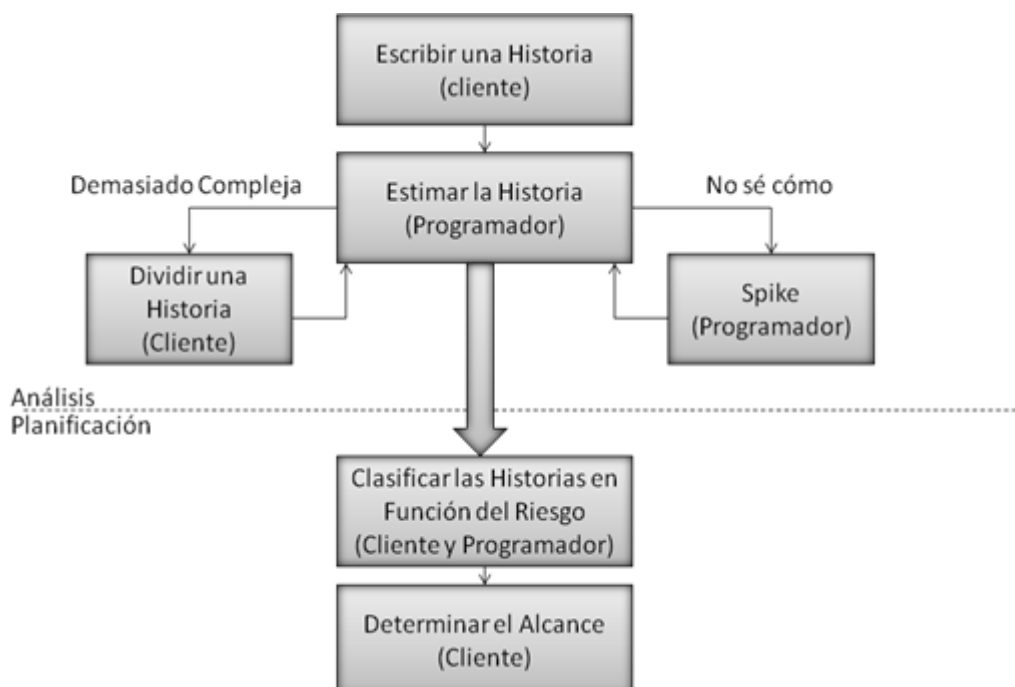 Escribir una Historia
(cliente)
Demasiado Compleja
Estimar la Historia
(Programador)
No sé cómo
Dividir una
Historia
(Cliente)
Spike
(Programador)
Análisis
Planificación
Clasificar las Historias en
Función del Riesgo
(Cliente y Programador)
Determinar el Alcance
(Cliente)